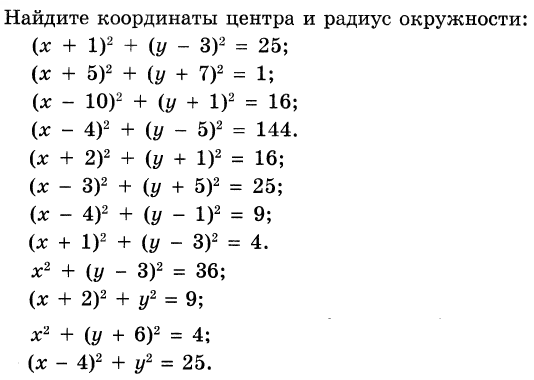 Найдите координаты центра и радиус окружности:
(x + 1)² + (y − 3)² = 25;
(x + 5)² + (y + 7)² = 1;
(x − 10)² + (y + 1)² = 16;
(x − 4)² + (y − 5)² = 144.
(x + 2)² + (y + 1)² = 16;
(x − 3)² + (y + 5)² = 25;
(x − 4)² + (y − 1)² = 9;
(x + 1)² + (y − 3)² = 4.
x² + (y − 3)² = 36;
(x + 2)² + y² = 9;
x² + (y + 6)² = 4;
(x − 4)² + y² = 25.